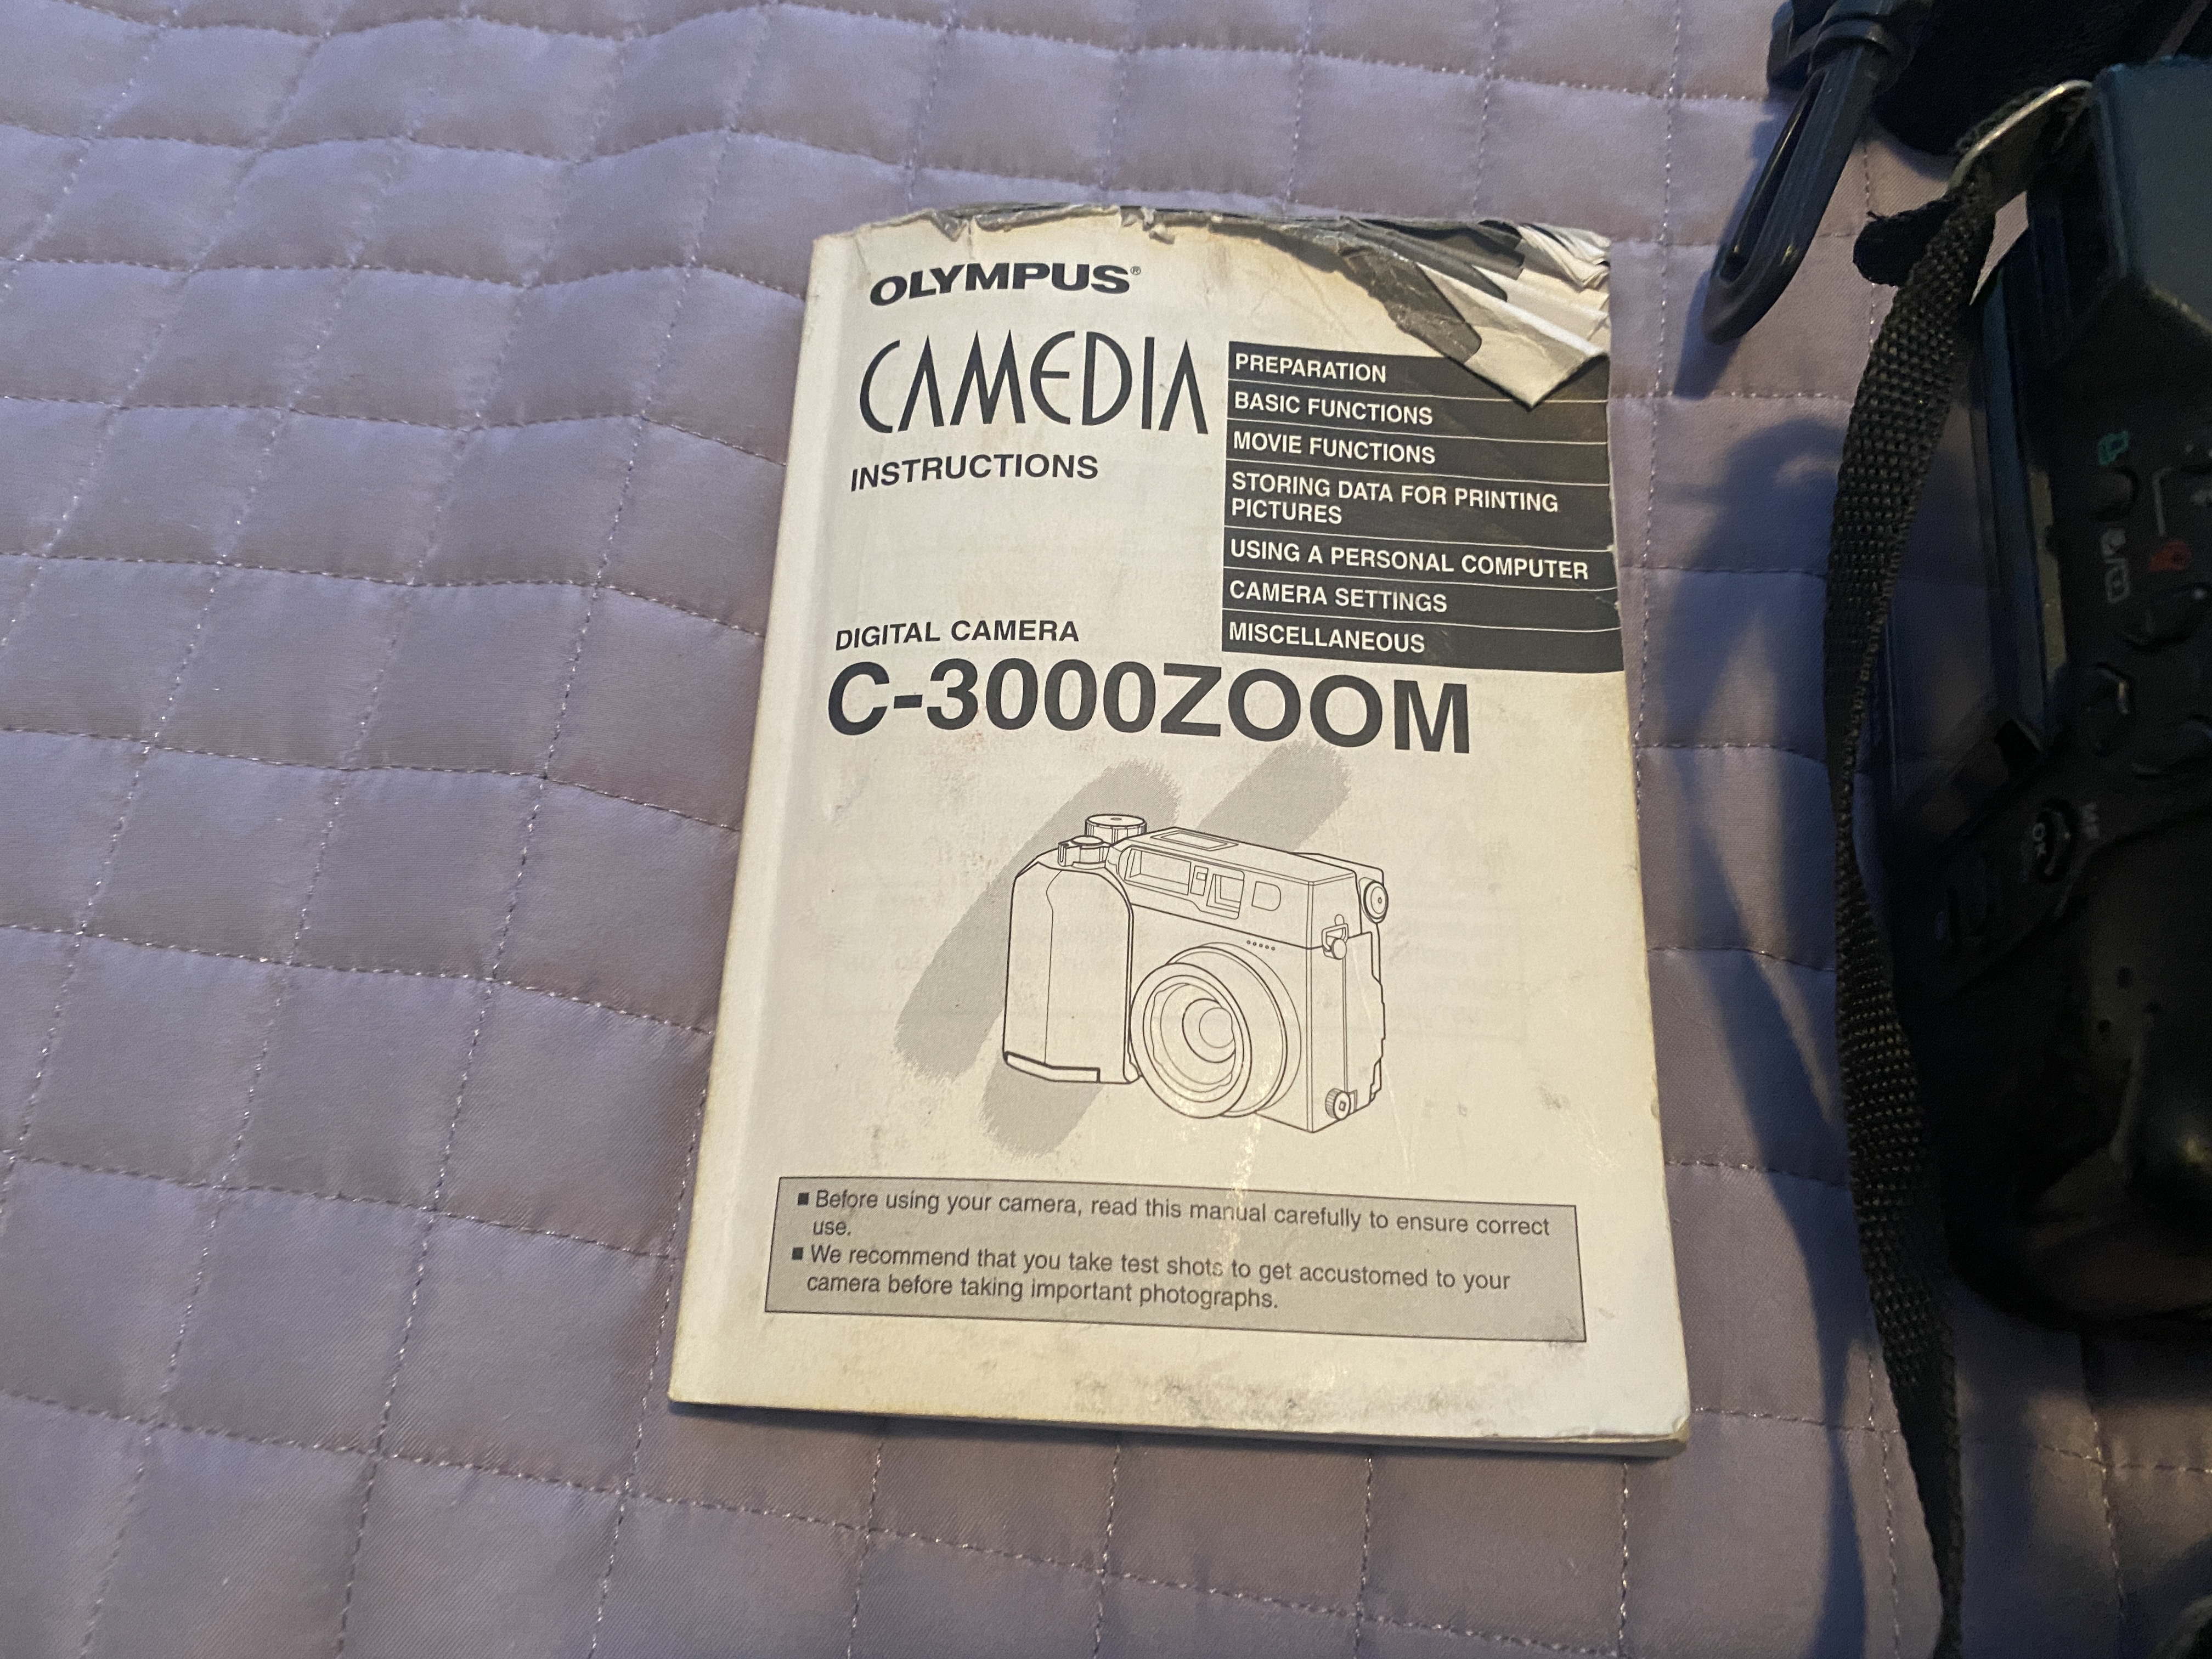 OLYMPUS®
CAMEDIA
INSTRUCTIONS
PREPARATION
BASIC FUNCTIONS
MOVIE FUNCTIONS
STORING DATA FOR PRINTING
PICTURES
USING A PERSONAL COMPUTER
CAMERA SETTINGS
MISCELLANEOUS
DIGITAL CAMERA
C-3000ZOOM
■ Before using your camera, read this manual carefully to ensure correct
use.
■ We recommend that you take test shots to get accustomed to your
camera before taking important photographs.
OK
MF